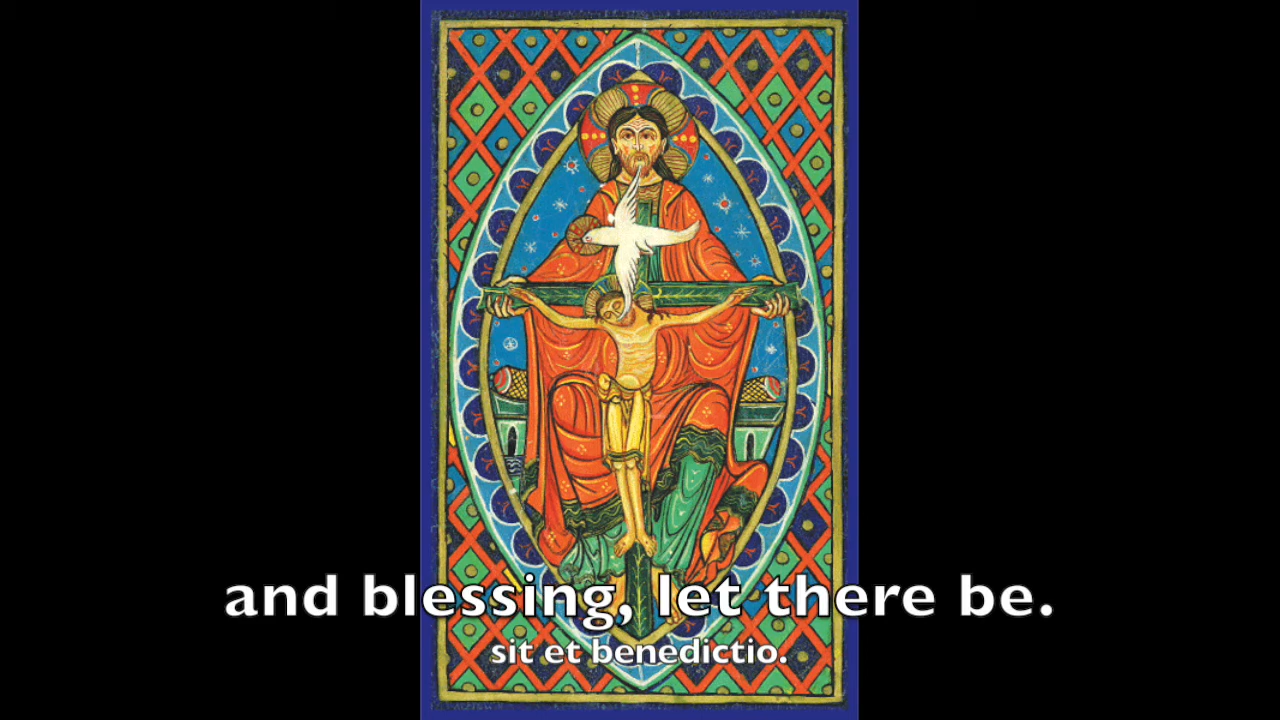 and blessing, let there be.
sit et benedictio.